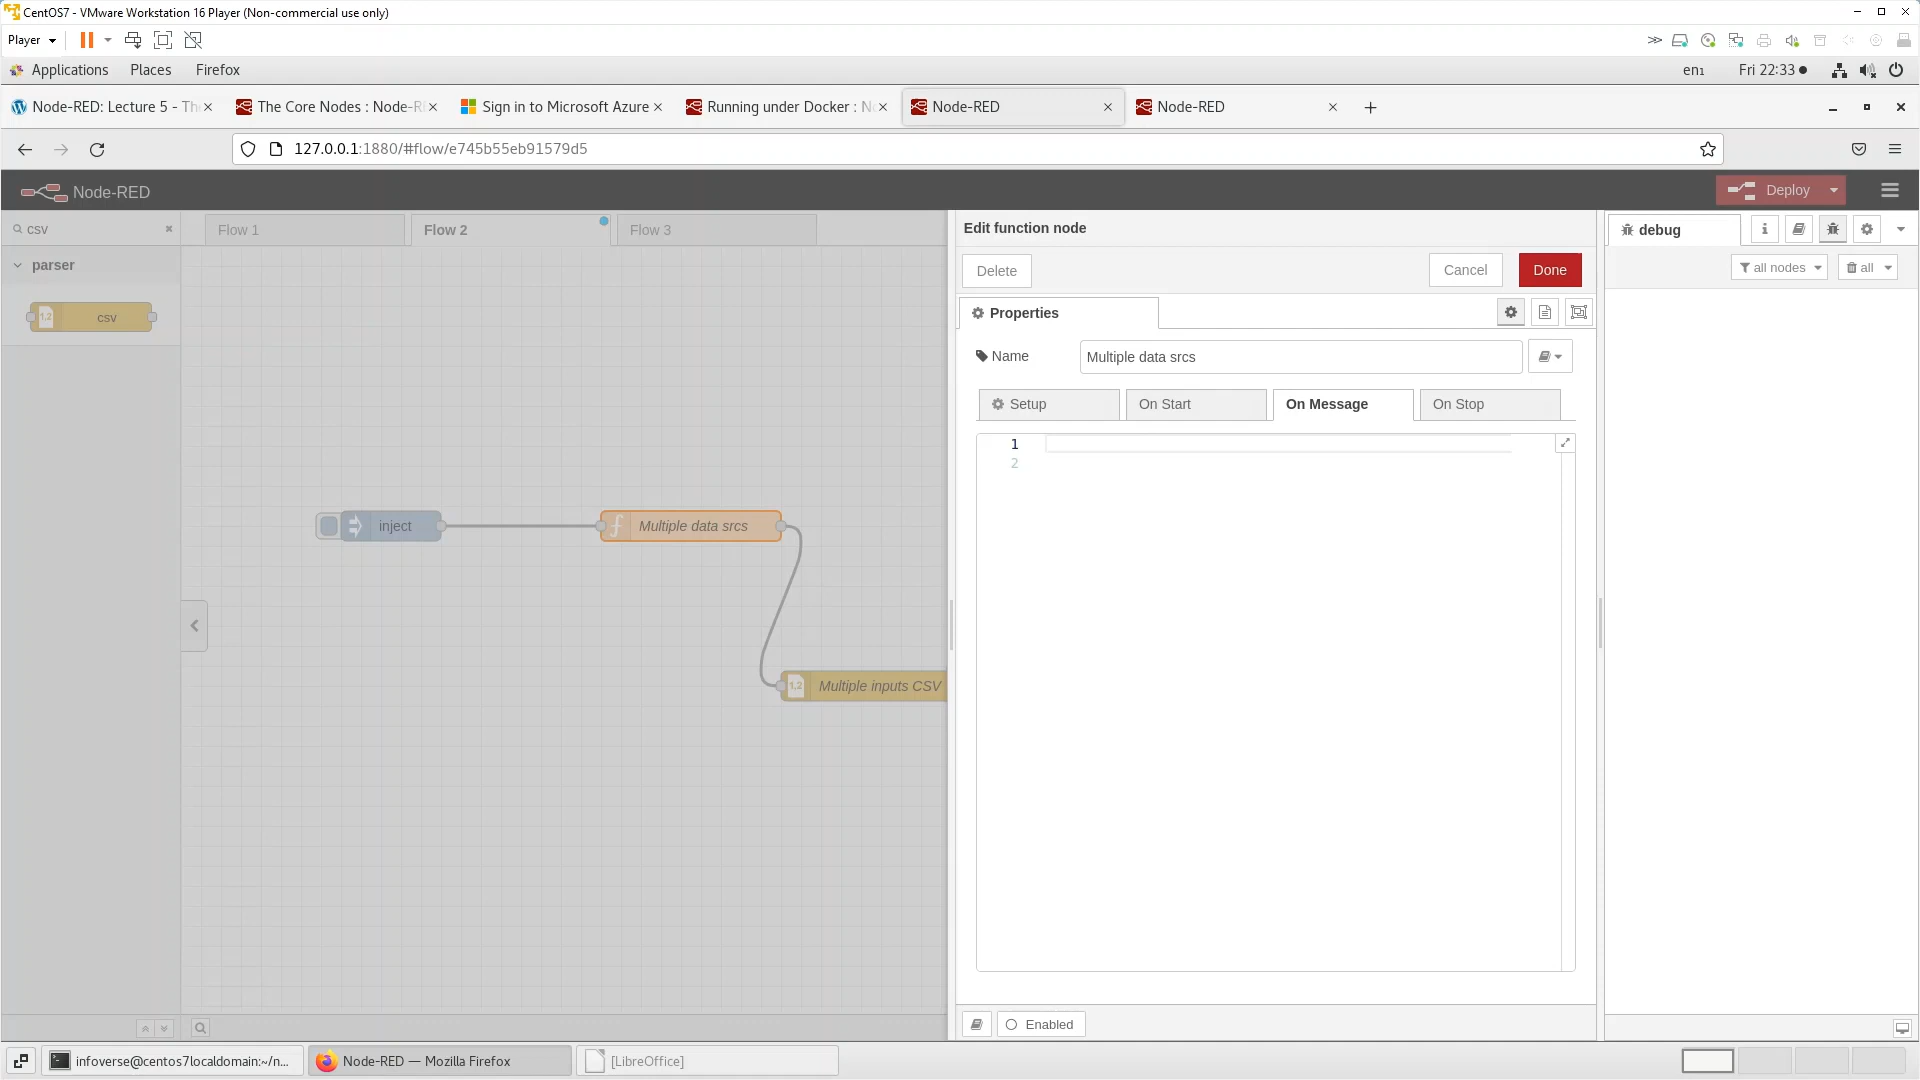 CentOS7 - VMware Workstation 16 Player (Non-commercial use only)
Player
Applications Places Firefox
en1 Fri 22:33
Node-RED: Lecture 5 - Th
The Core Nodes : Node-R
Sign in to Microsoft Azure
Running under Docker : N
Node-RED
Node-RED
127.0.0.1:1880/#flow/e745b55eb91579d5
Node-RED
Deploy
csv
Flow 1
Flow 2
Flow 3
Edit function node
debug
parser
Delete
Cancel
Done
all nodes
all
csv
1,2
Properties
Name
Multiple data srcs
Setup
On Start
On Message
On Stop
1
2
inject
Multiple data srcs
1,2
Multiple inputs CSV
Enabled
infoverse@centos7localdomain:~/n...
Node-RED — Mozilla Firefox
[LibreOffice]